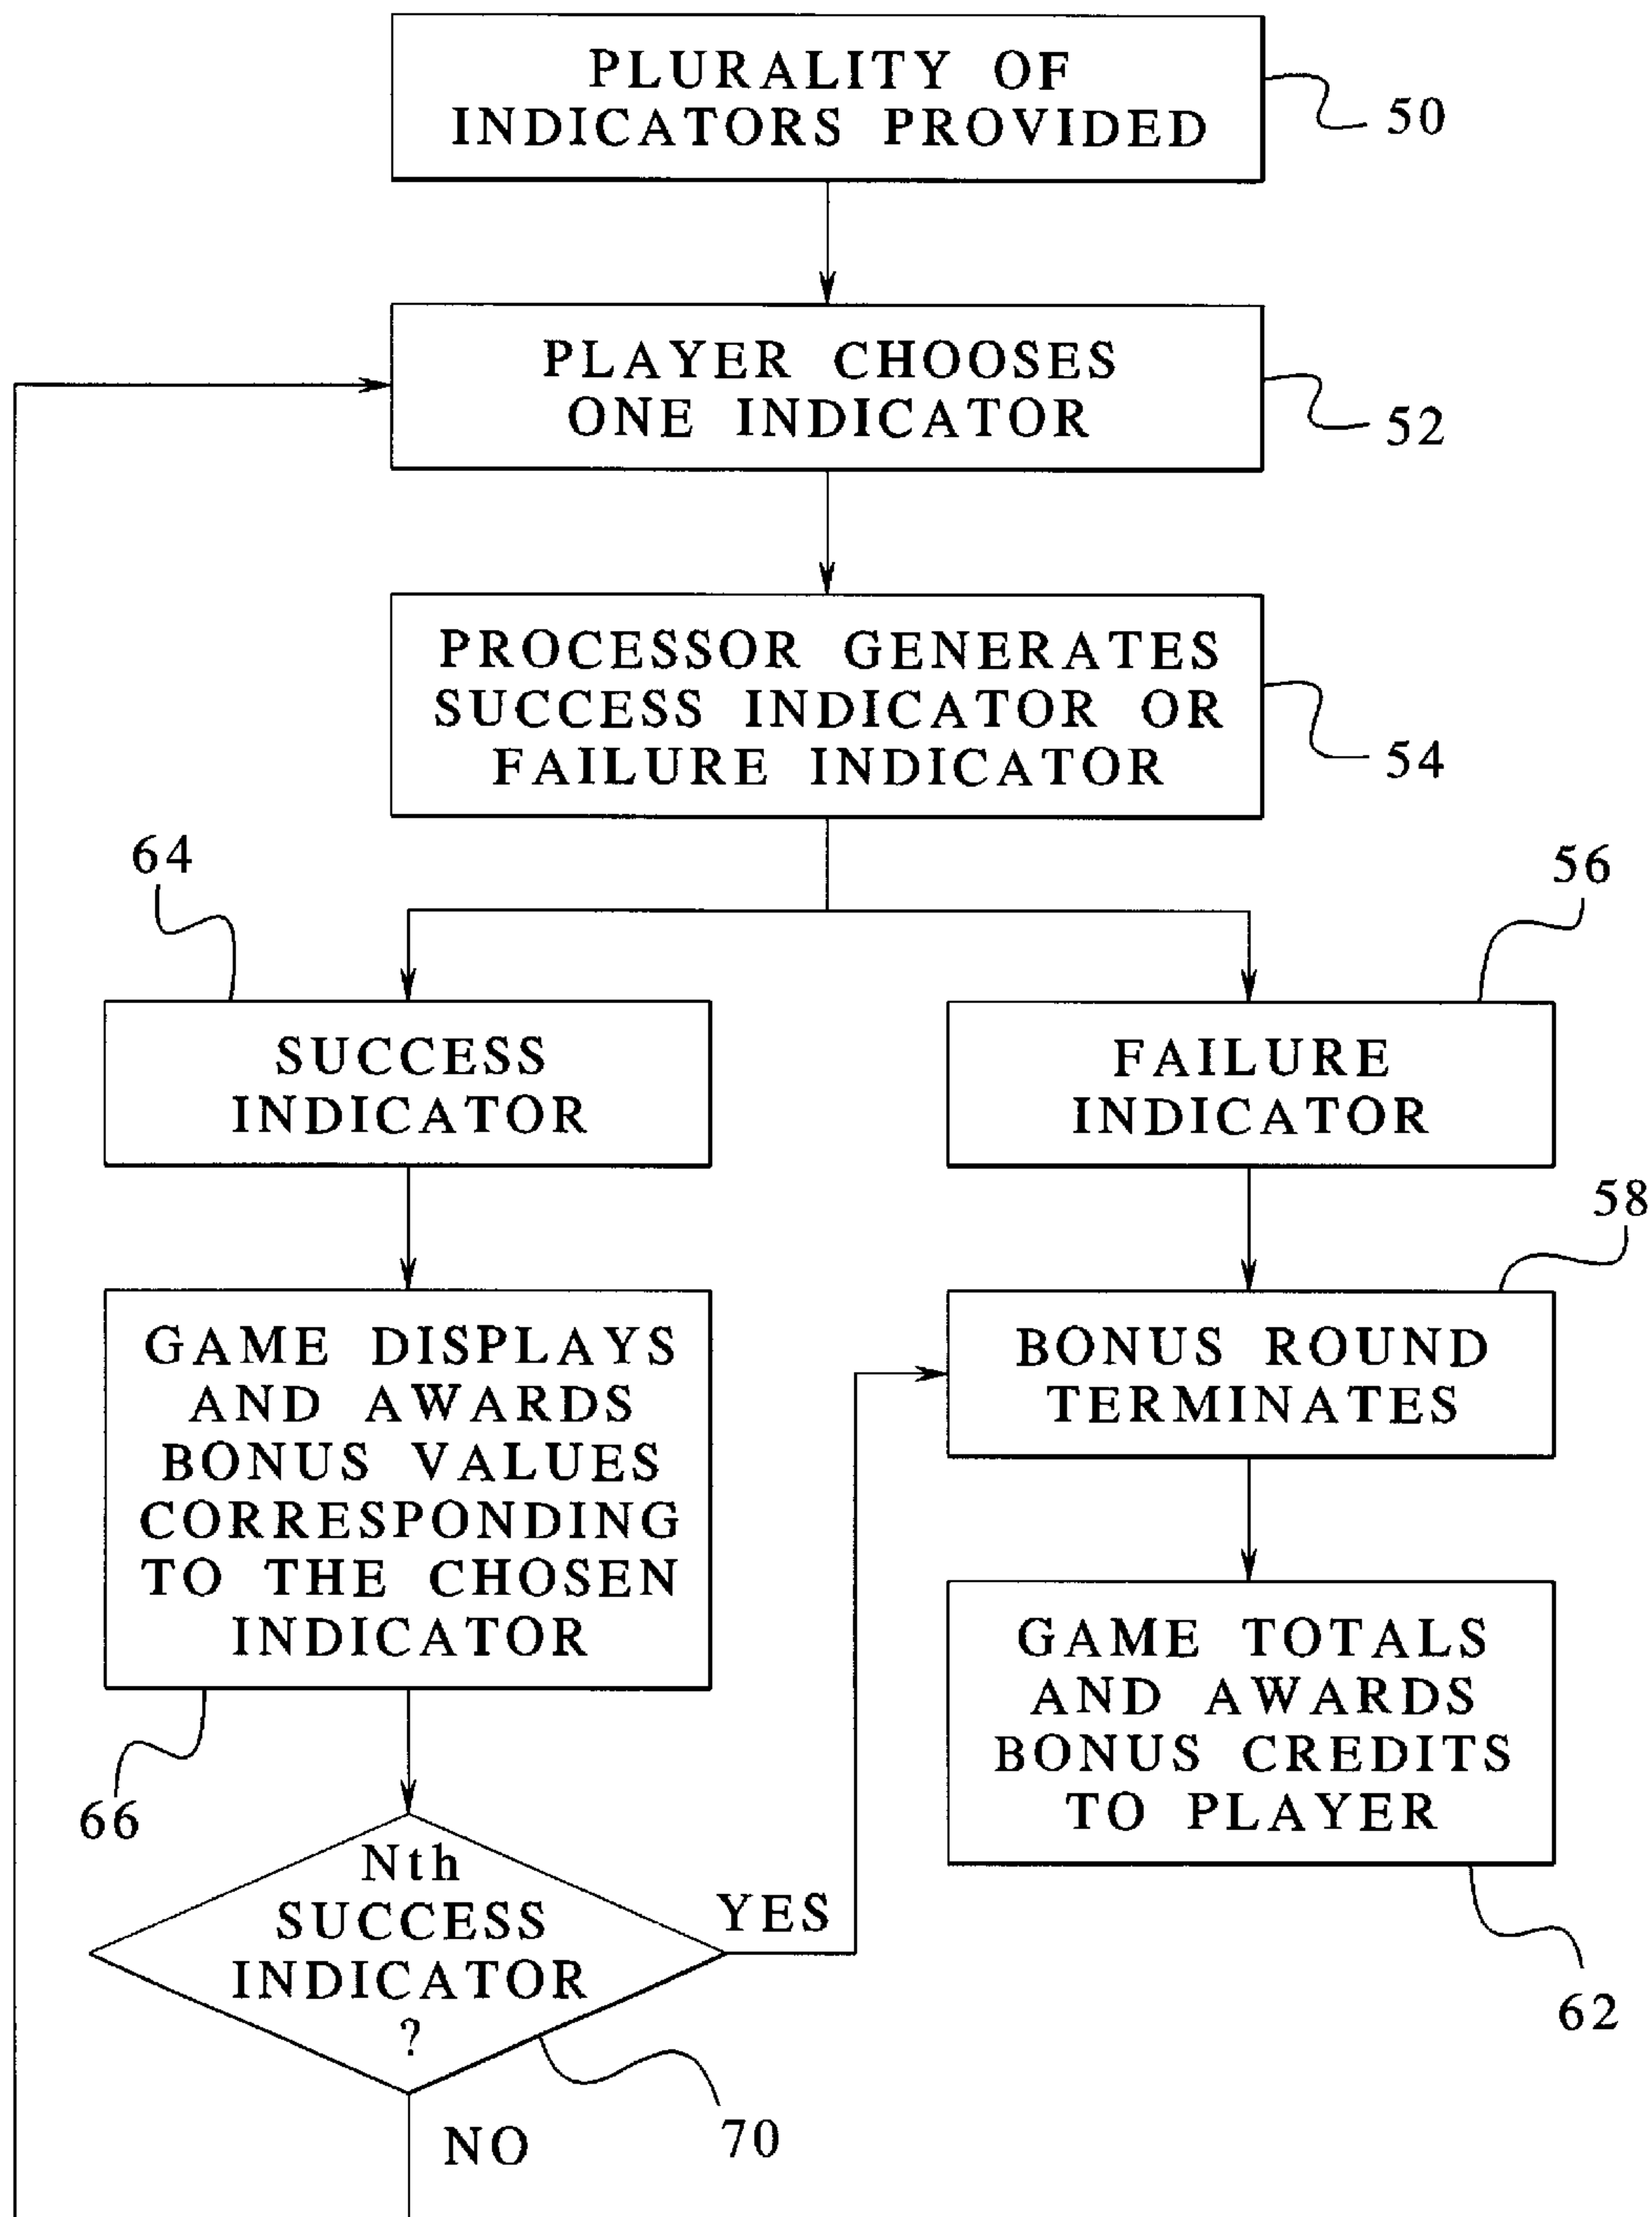 PLURALITY OF
INDICATORS PROVIDED
50
PLAYER CHOOSES
ONE INDICATOR
52
PROCESSOR GENERATES
SUCCESS INDICATOR OR
FAILURE INDICATOR
54
64
56
SUCCESS
INDICATOR
FAILURE
INDICATOR
58
GAME DISPLAYS
AND AWARDS
BONUS VALUES
CORRESPONDING
TO THE CHOSEN
INDICATOR
66
BONUS ROUND
TERMINATES
GAME TOTALS
AND AWARDS
BONUS CREDITS
TO PLAYER
62
Nth
SUCCESS
INDICATOR
?
YES
70
NO